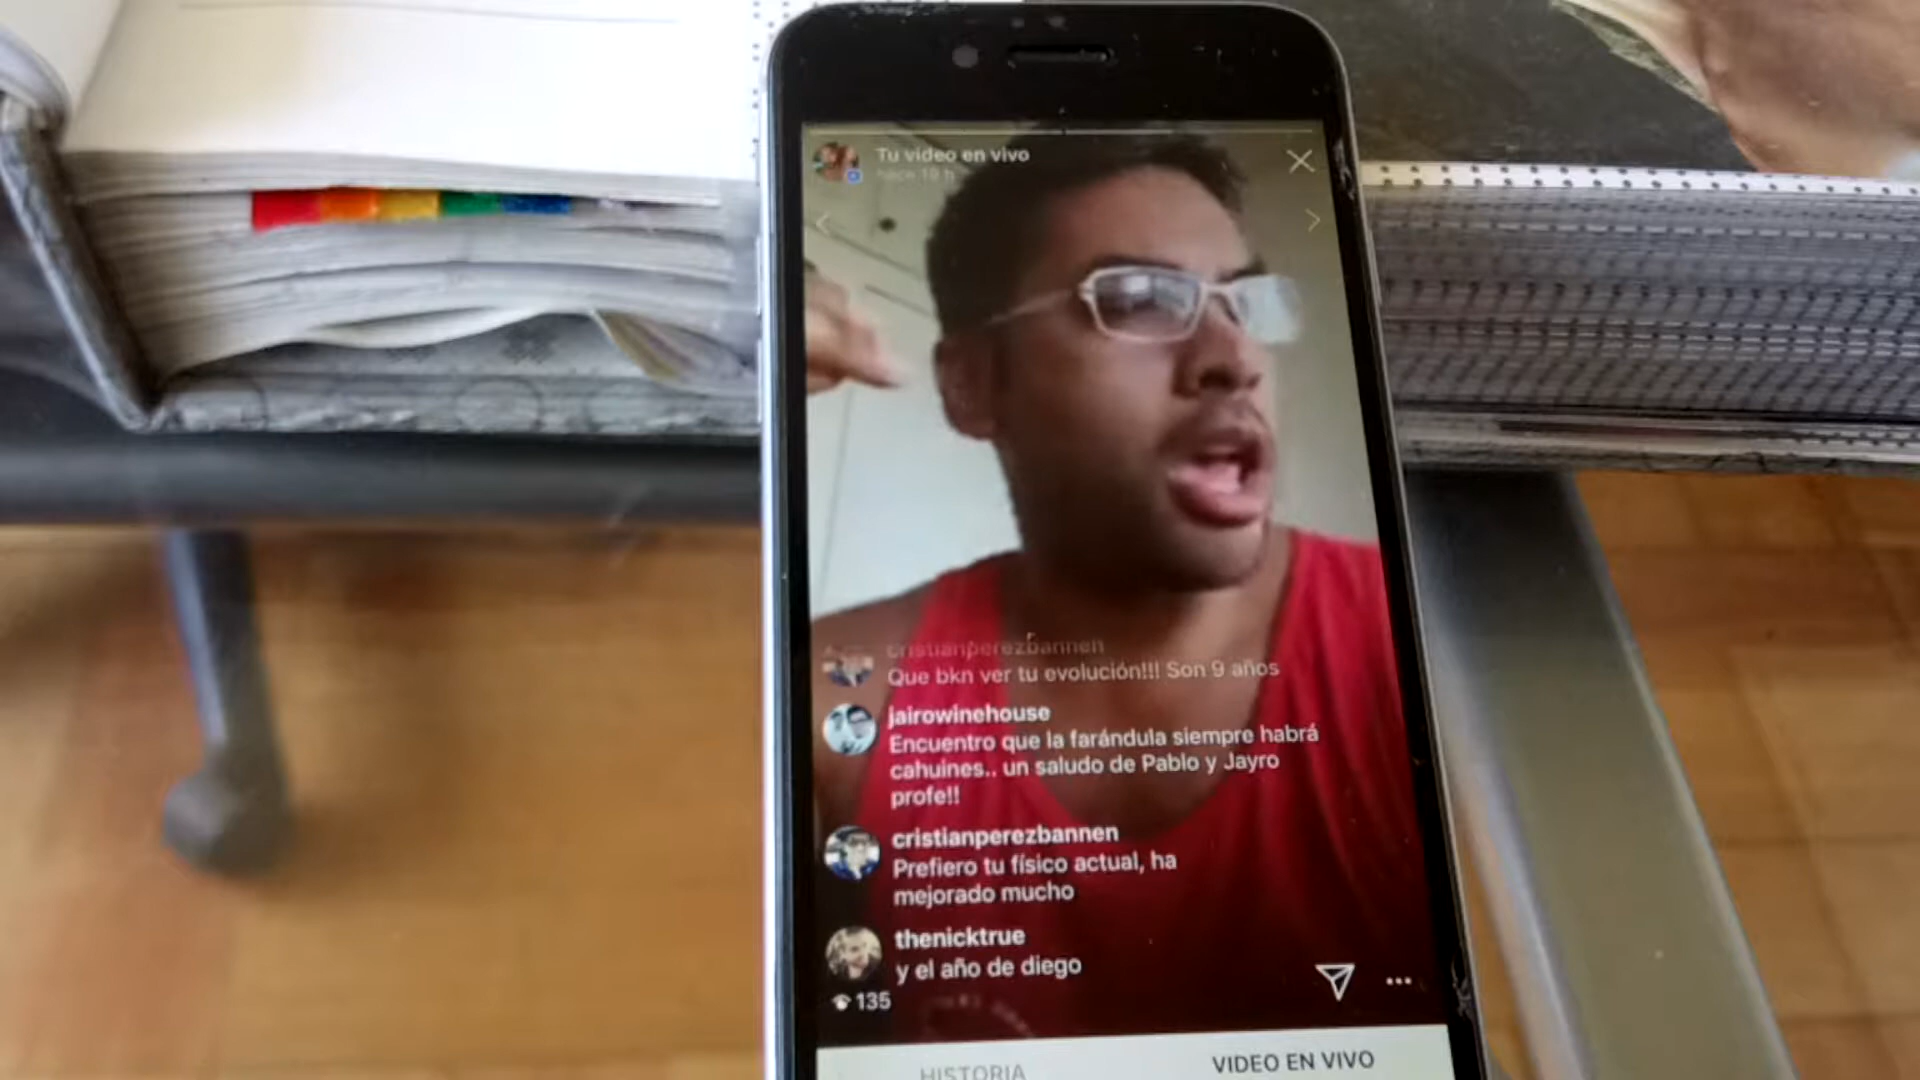 Tu video en vivo
hace 19 h
cristianperezbannen
Que bkn ver tu evolución!!! Son 9 años
jairowinehouse
Encuentro que la farándula siempre habrá
cahuines.. un saludo de Pablo y Jayro
profe!!
cristianperezbannen
Prefiero tu físico actual, ha
mejorado mucho
thenicktrue
y el año de diego
135
HISTORIA
VIDEO EN VIVO